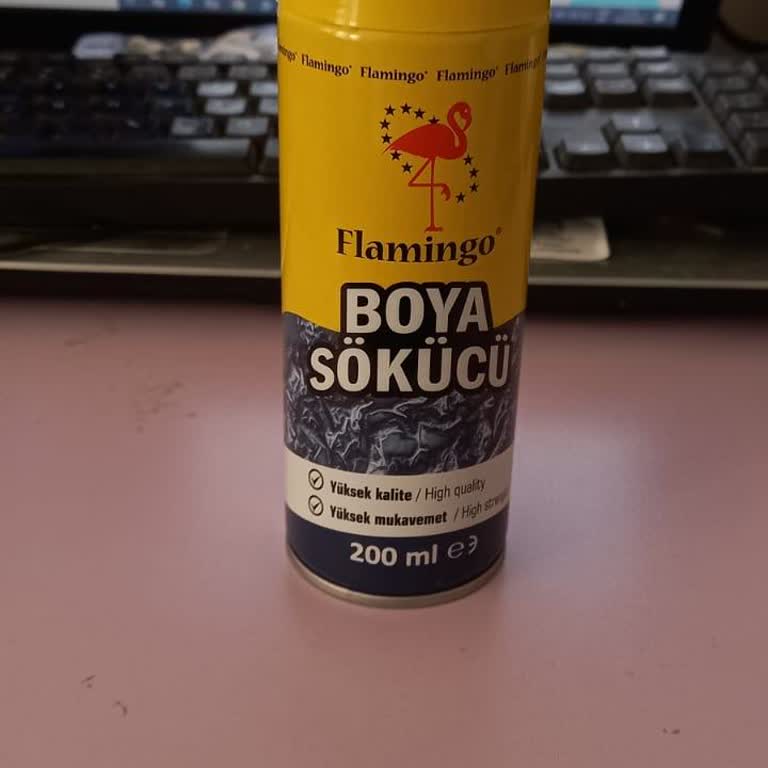 Flamingo® Flamingo® Flamingo®
Flamingo®
BOYA
SÖKÜCÜ
Yüksek kalite / High quality
Yüksek mukavemet / High
200 ml e